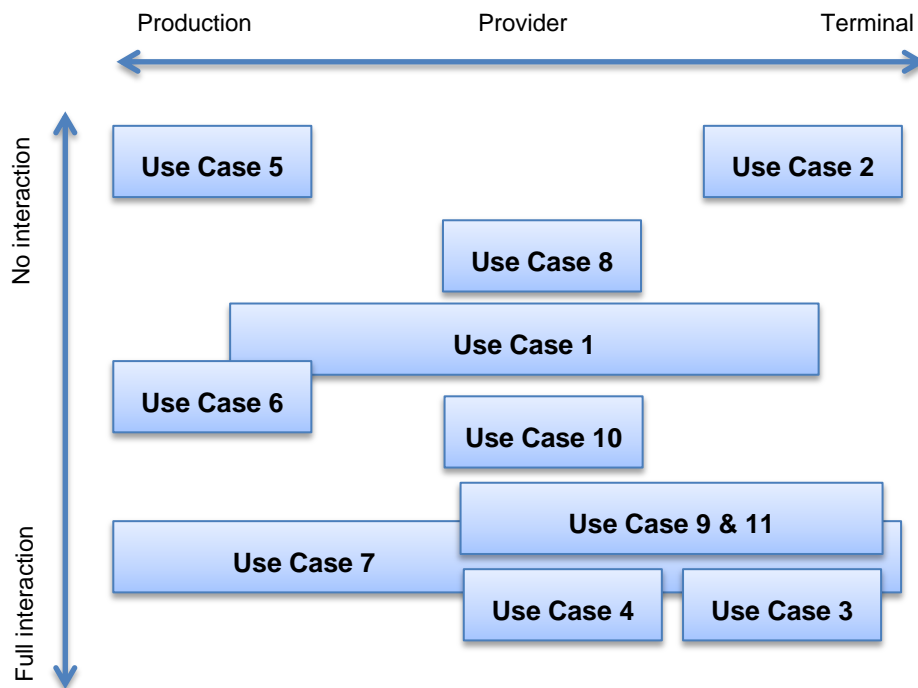 Production
Provider
Terminal
No interaction
Use Case 5
Use Case 2
Use Case 8
Use Case 1
Use Case 6
Use Case 10
Use Case 9 & 11
Use Case 7
Full interaction
Use Case 4
Use Case 3